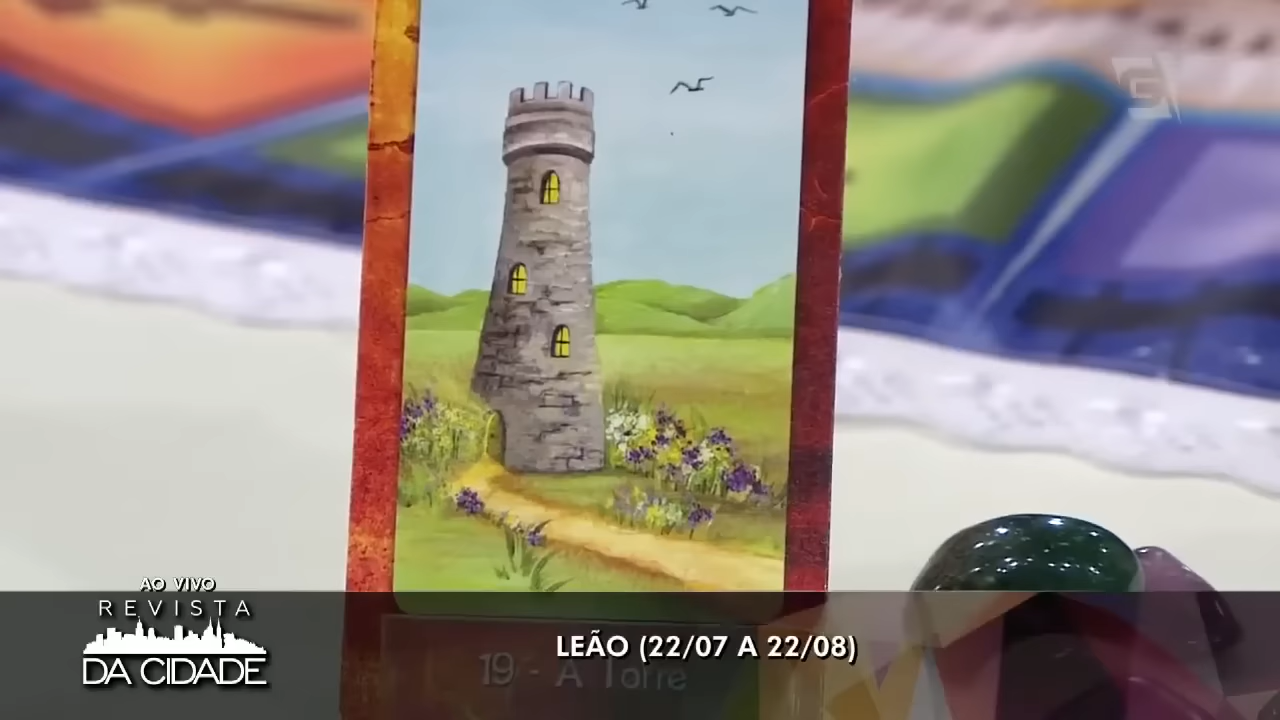 AO VIVO
REVISTA
DA CIDADE
LEÃO (22/07 A 22/08)
19 - A Torre
G